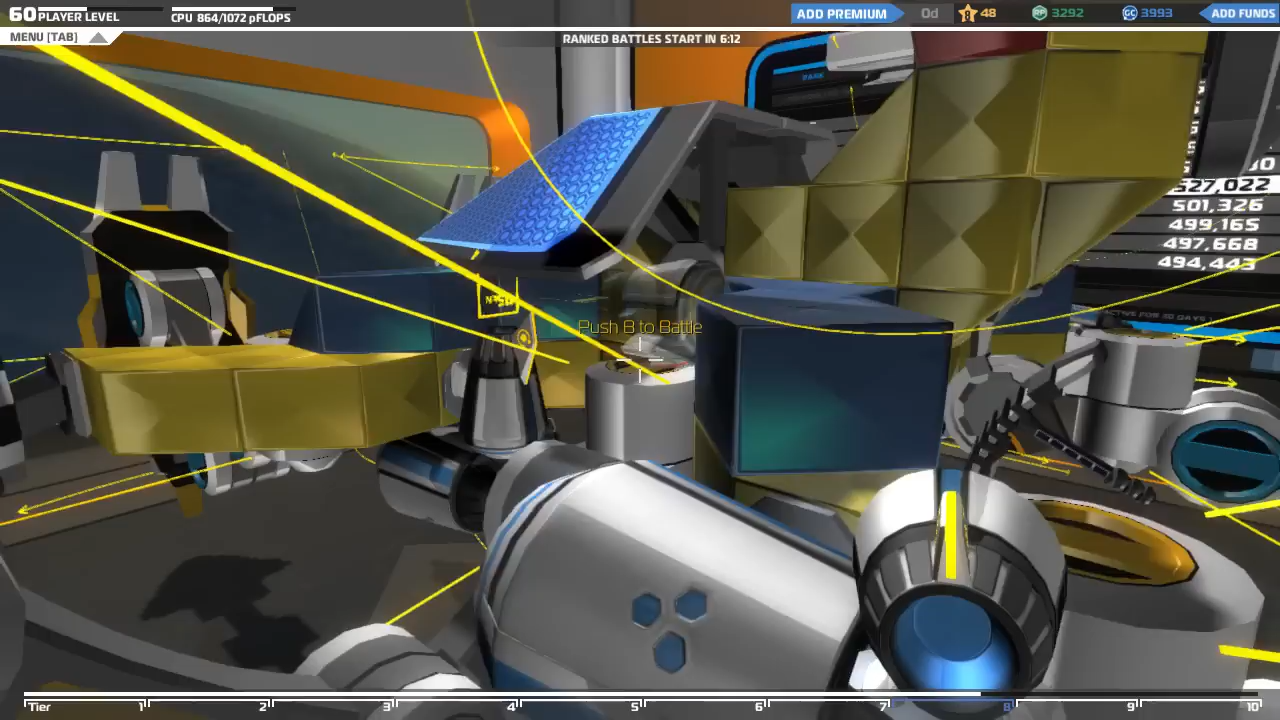 60 PLAYER LEVEL
CPU 864/1072 pFLOPS
ADD PREMIUM
0d
48
RP 3292
GC 3993
ADD FUNDS
MENU [TAB]
RANKED BATTLES START IN 6:12
527,022
501,326
499,165
497,668
494,443
Push B to Battle
Tier 1 2 3 4 5 6 7 8 9 10